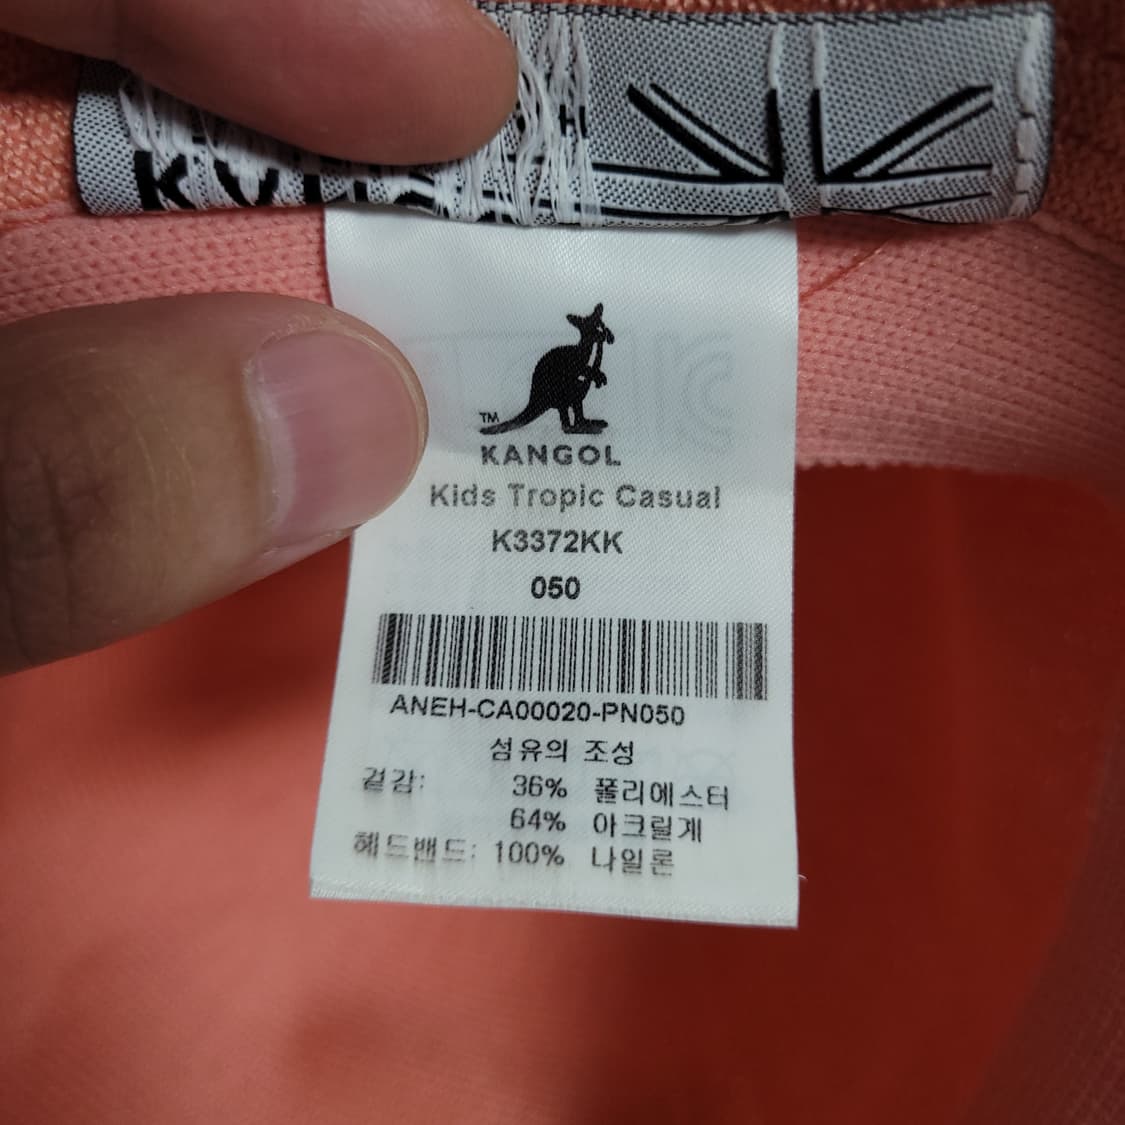 TM
KANGOL
Kids Tropic Casual
K3372KK
050
ANEH-CA00020-PN050
섬유의 조성
겉감: 36% 폴리에스터
64% 아크릴계
헤드밴드: 100% 나일론